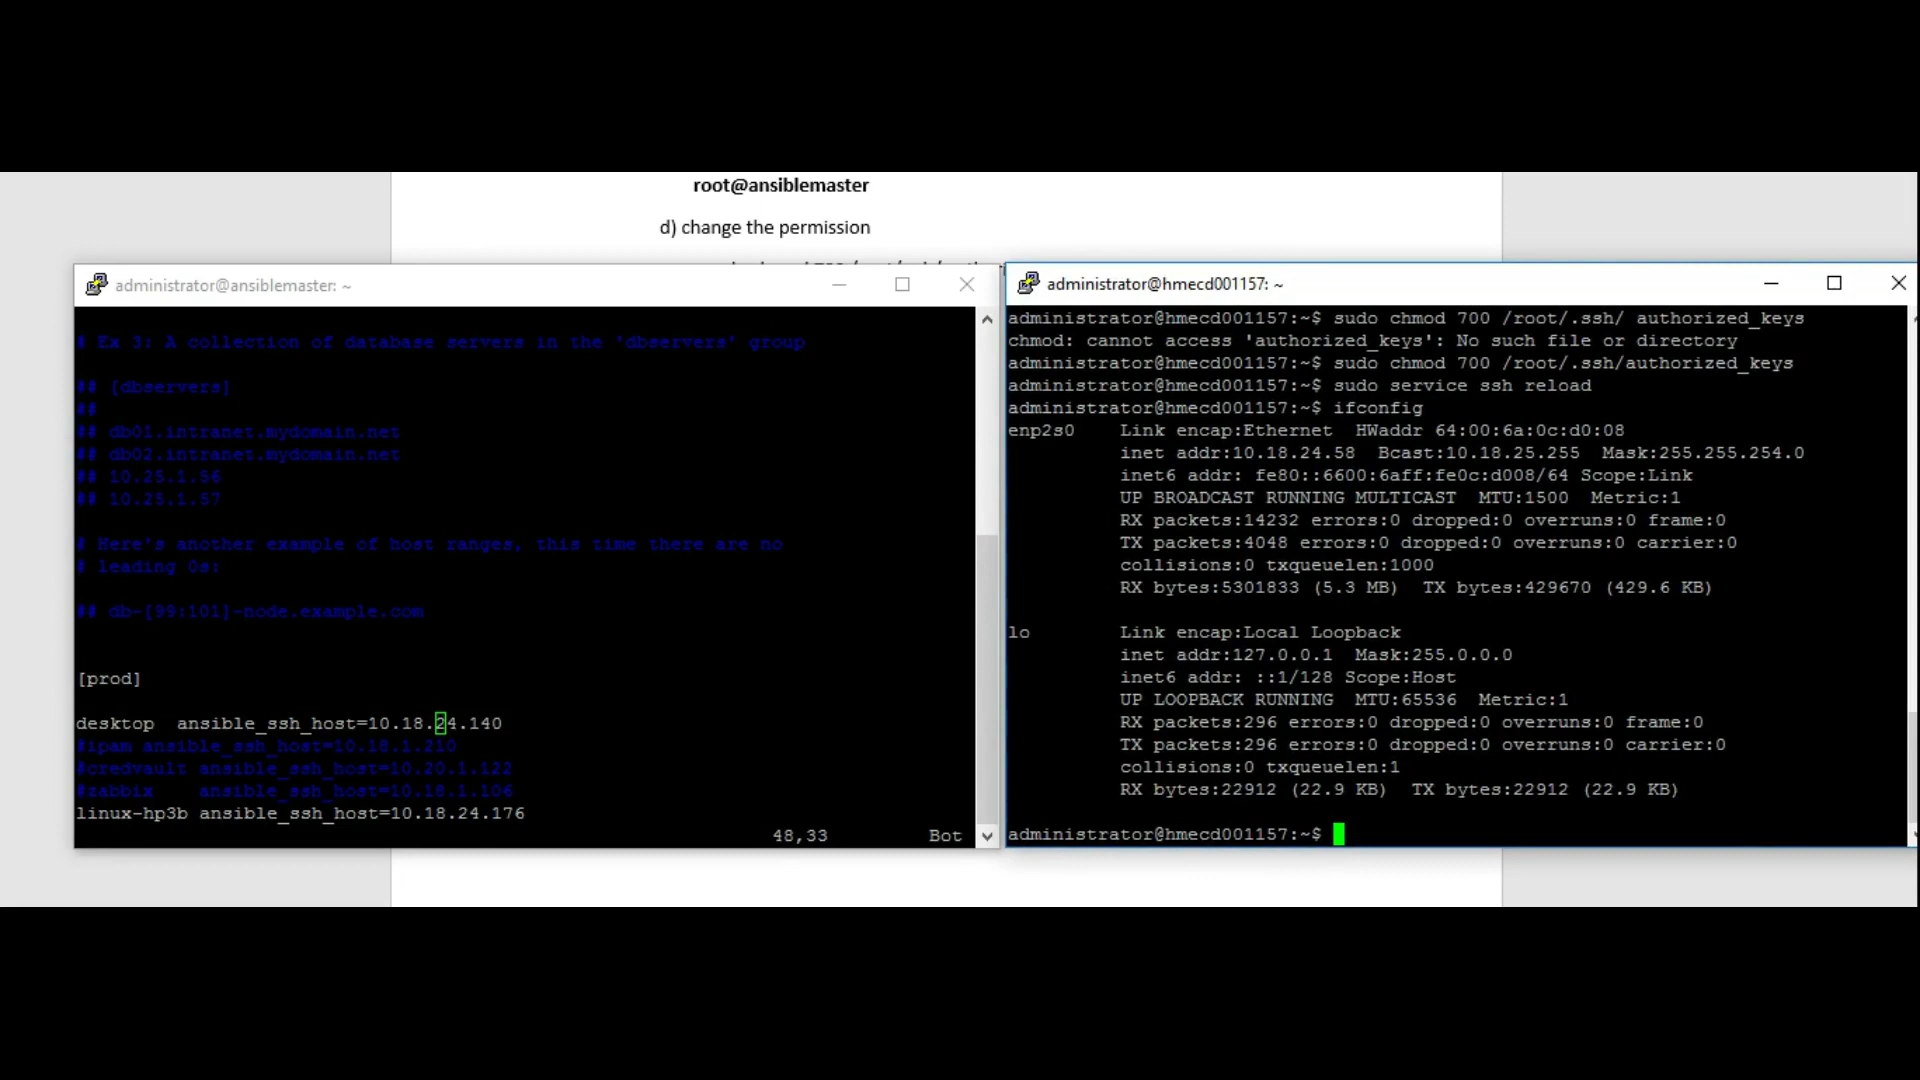 root@ansiblemaster
d) change the permission
administrator@ansiblemaster: ~
# Ex 3: A collection of database servers in the 'dbservers' group
## [dbservers]
##
## db01.intranet.mydomain.net
## db02.intranet.mydomain.net
## 10.25.1.56
## 10.25.1.57
# Here's another example of host ranges, this time there are no
# leading 0s:
## db-[99:101]-node.example.com
[prod]
desktop  ansible_ssh_host=10.18.24.140
#ipam ansible_ssh_host=10.18.1.210
#credvault ansible_ssh_host=10.20.1.122
#zabbix    ansible_ssh_host=10.18.1.106
linux-hp3b ansible_ssh_host=10.18.24.176
48,33 Bot
administrator@hmecd001157: ~
administrator@hmecd001157:~$ sudo chmod 700 /root/.ssh/ authorized_keys
chmod: cannot access 'authorized_keys': No such file or directory
administrator@hmecd001157:~$ sudo chmod 700 /root/.ssh/authorized_keys
administrator@hmecd001157:~$ sudo service ssh reload
administrator@hmecd001157:~$ ifconfig
enp2s0    Link encap:Ethernet  HWaddr 64:00:6a:0c:d0:08
inet addr:10.18.24.58  Bcast:10.18.25.255  Mask:255.255.254.0
inet6 addr: fe80::6600:6aff:fe0c:d008/64 Scope:Link
UP BROADCAST RUNNING MULTICAST  MTU:1500  Metric:1
RX packets:14232 errors:0 dropped:0 overruns:0 frame:0
TX packets:4048 errors:0 dropped:0 overruns:0 carrier:0
collisions:0 txqueuelen:1000
RX bytes:5301833 (5.3 MB)  TX bytes:429670 (429.6 KB)
lo        Link encap:Local Loopback
inet addr:127.0.0.1  Mask:255.0.0.0
inet6 addr: ::1/128 Scope:Host
UP LOOPBACK RUNNING  MTU:65536  Metric:1
RX packets:296 errors:0 dropped:0 overruns:0 frame:0
TX packets:296 errors:0 dropped:0 overruns:0 carrier:0
collisions:0 txqueuelen:1
RX bytes:22912 (22.9 KB)  TX bytes:22912 (22.9 KB)
administrator@hmecd001157:~$